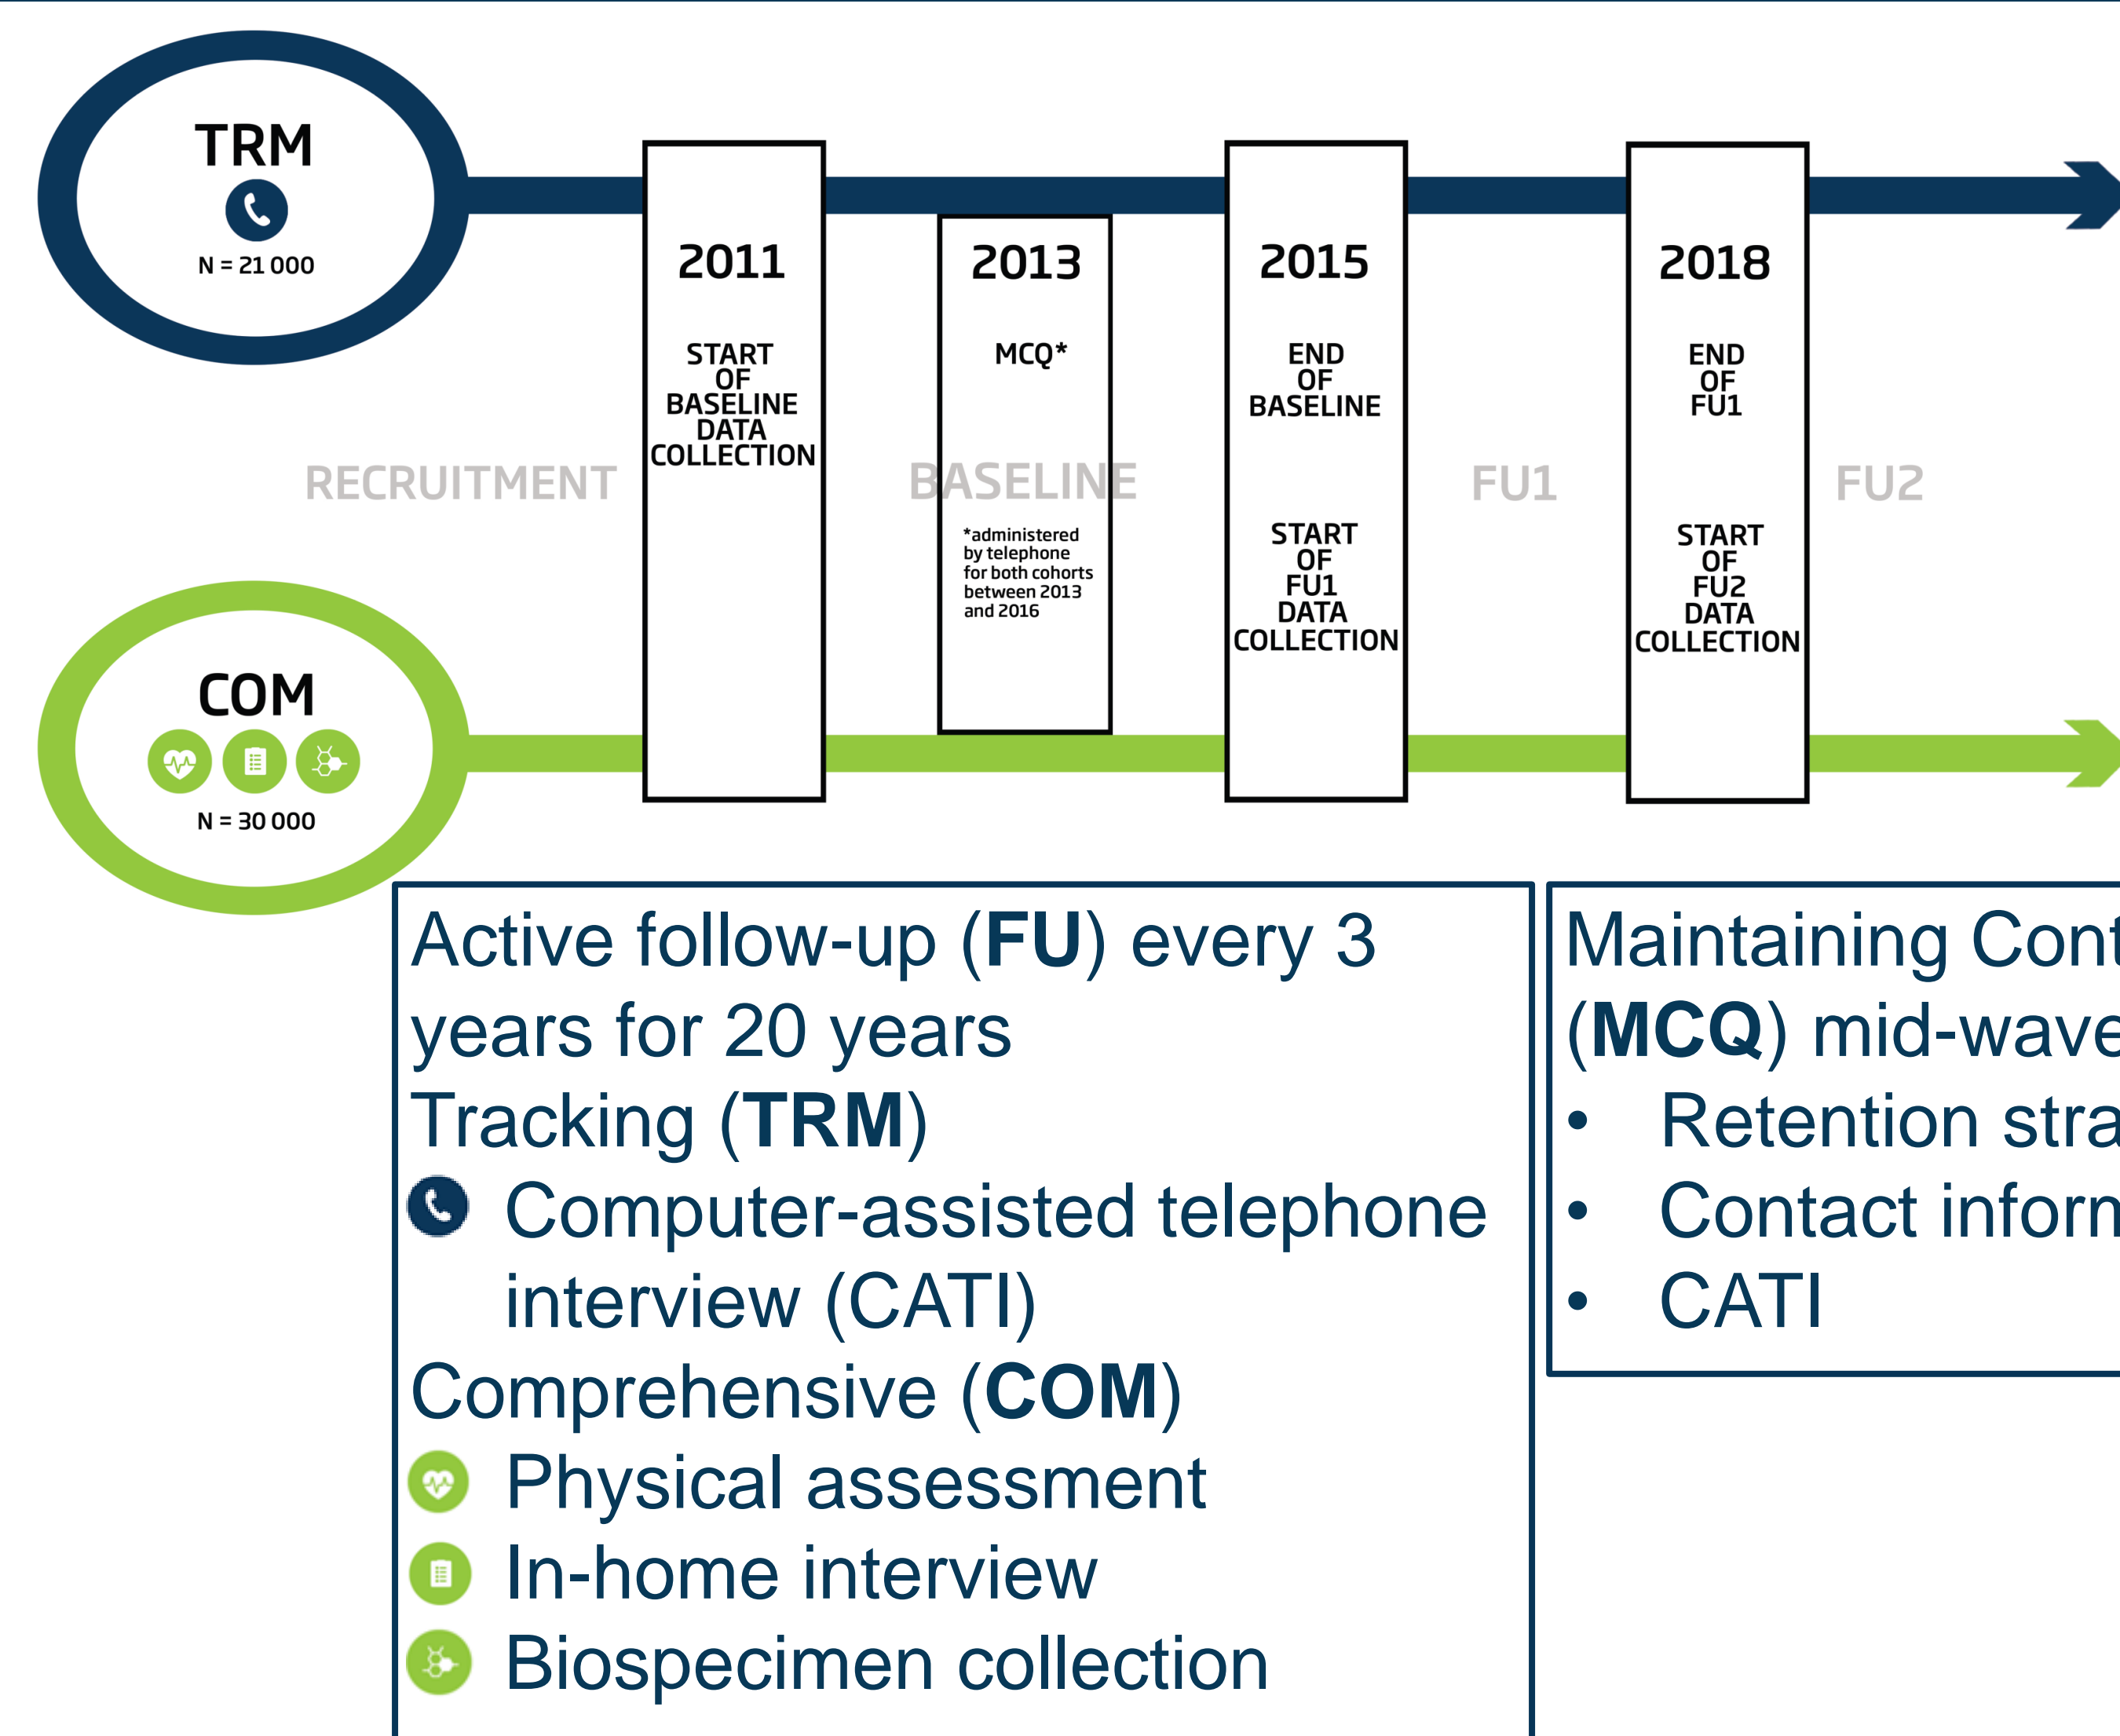 TRM
N = 21 000
2011
START
OF
BASELINE
DATA
COLLECTION
2013
MCQ*
*administered
by telephone
for both cohorts
between 2013
and 2016
2015
END
OF
BASELINE
START
OF
FU1
DATA
COLLECTION
2018
END
OF
FU1
START
OF
FU2
DATA
COLLECTION
RECRUITMENT
BASELINE
FU1
FU2
COM
N = 30 000
Active follow-up (FU) every 3
years for 20 years
Tracking (TRM)
Computer-assisted telephone
interview (CATI)
Comprehensive (COM)
Physical assessment
In-home interview
Biospecimen collection
Maintaining
(MCQ) mid-wave
• Retention
• Contact
• CATI